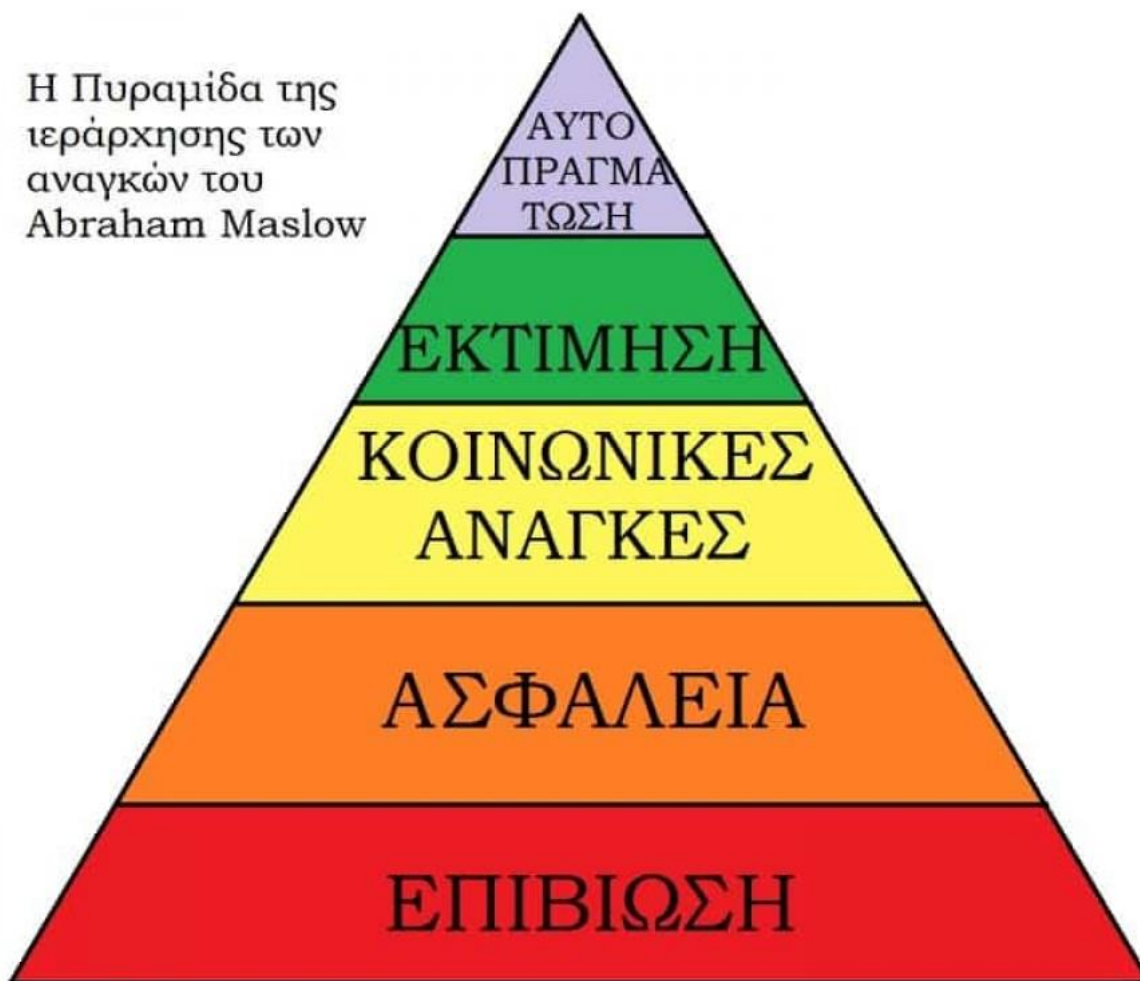 Η Πυραμίδα της
ιεράρχησης των
αναγκών του
Abraham Maslow
ΑΥΤΟ
ΠΡΑΓΜΑ
ΤΩΣΗ
ΕΚΤΙΜΗΣΗ
ΚΟΙΝΩΝΙΚΕΣ
ΑΝΑΓΚΕΣ
ΑΣΦΑΛΕΙΑ
ΕΠΙΒΙΩΣΗ